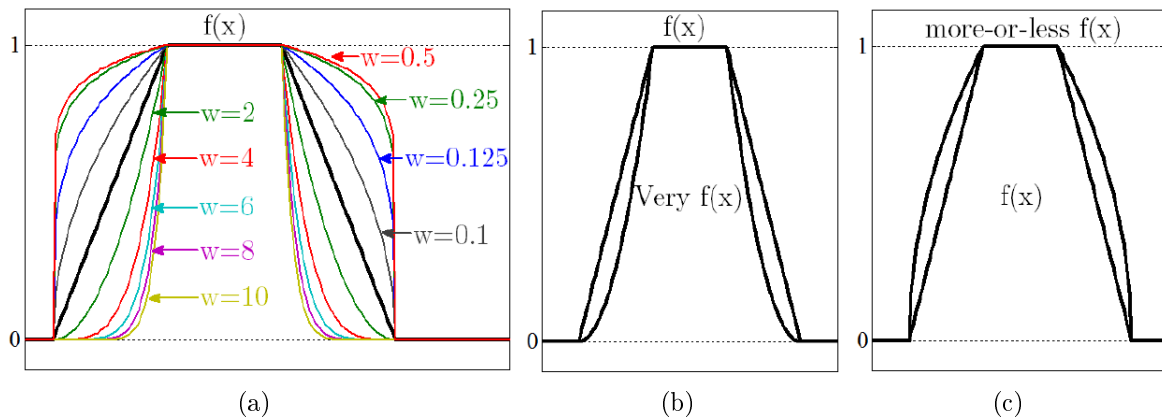 f(x)
1
w=0.5
w=0.25
w=2
w=4
w=0.125
w=6
w=8
w=0.1
w=10
0
(a)
f(x)
1
Very f(x)
0
(b)
more-or-less f(x)
1
f(x)
0
(c)